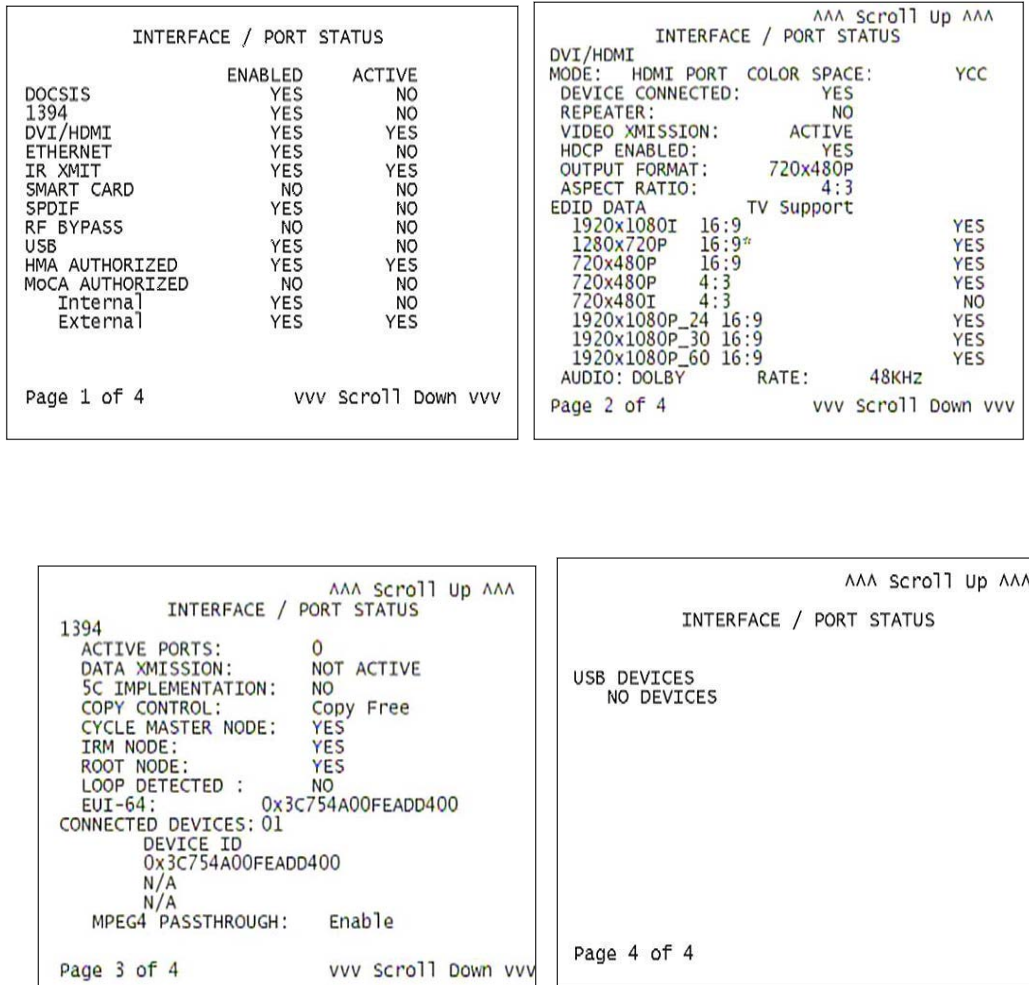 INTERFACE / PORT STATUS
ENABLED ACTIVE
DOCSIS YES NO
1394 YES NO
DVI/HDMI YES YES
ETHERNET YES NO
IR XMIT YES YES
SMART CARD NO NO
SPDIF YES NO
RF BYPASS NO NO
USB YES NO
HMA AUTHORIZED YES YES
MoCA AUTHORIZED NO NO
Internal YES NO
External YES YES
Page 1 of 4 vvv Scroll Down vvv
ΛΛΛ Scroll Up ΛΛΛ
INTERFACE / PORT STATUS
DVI/HDMI
MODE: HDMI PORT COLOR SPACE: YCC
DEVICE CONNECTED: YES
REPEATER: NO
VIDEO XMISSION: ACTIVE
HDCP ENABLED: YES
OUTPUT FORMAT: 720x480P
ASPECT RATIO: 4:3
EDID DATA TV Support
1920x1080I 16:9 YES
1280x720P 16:9* YES
720x480P 16:9 YES
720x480P 4:3 YES
720x480I 4:3 NO
1920x1080P_24 16:9 YES
1920x1080P_30 16:9 YES
1920x1080P_60 16:9 YES
AUDIO: DOLBY RATE: 48KHz
Page 2 of 4 vvv Scroll Down vvv
ΛΛΛ Scroll Up ΛΛΛ
INTERFACE / PORT STATUS
1394
ACTIVE PORTS: 0
DATA XMISSION: NOT ACTIVE
5C IMPLEMENTATION: NO
COPY CONTROL: Copy Free
CYCLE MASTER NODE: YES
IRM NODE: YES
ROOT NODE: YES
LOOP DETECTED : NO
EUI-64: 0x3C754A00FEADD400
CONNECTED DEVICES: 01
DEVICE ID
0x3C754A00FEADD400
N/A
N/A
MPEG4 PASSTHROUGH: Enable
Page 3 of 4 vvv Scroll Down vvv
ΛΛΛ Scroll Up ΛΛΛ
INTERFACE / PORT STATUS
USB DEVICES
NO DEVICES
Page 4 of 4